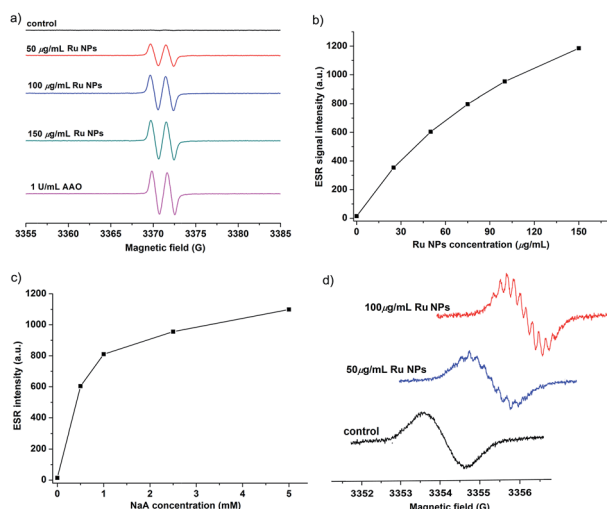 a)
control
50 µg/mL Ru NPs
100 µg/mL Ru NPs
150 µg/mL Ru NPs
1 U/mL AAO
3355 3360 3365 3370 3375 3380 3385
Magnetic field (G)
b)
ESR signal intensity (a.u.)
1200
1000
800
600
400
200
0
0 30 60 90 120 150
Ru NPs concentration (µg/mL)
c)
ESR intensity (a.u.)
1200
1000
800
600
400
200
0
0 1 2 3 4 5
NaA concentration (mM)
d)
100µg/mL Ru NPs
50µg/mL Ru NPs
control
3352 3353 3354 3355 3356
Magnetic field (G)